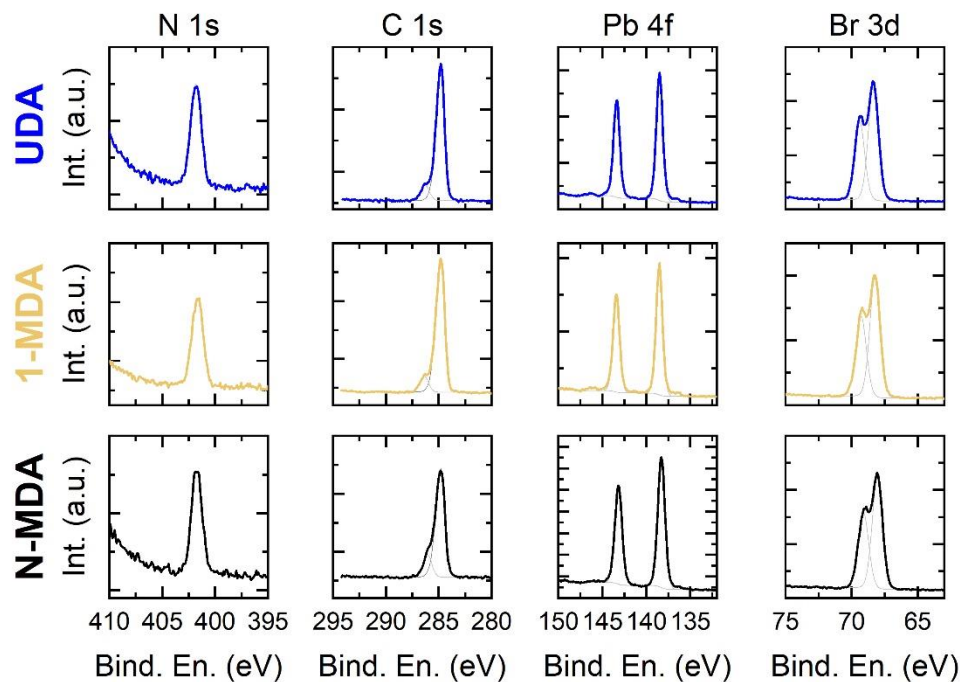 N 1s C 1s Pb 4f Br 3d
UDA Int. (a.u.)
1-MDA Int. (a.u.)
N-MDA Int. (a.u.)
410 405 400 395 295 290 285 280 150 145 140 135 75 70 65
Bind. En. (eV) Bind. En. (eV) Bind. En. (eV) Bind. En. (eV)